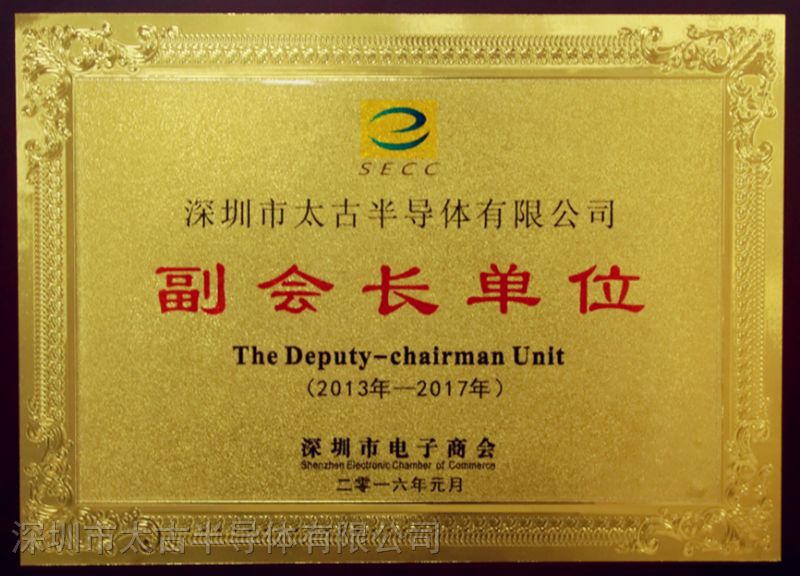 SECC
深圳市太古半导体有限公司
副会长单位
The Deputy-chairman Unit
（2013年—2017年）
深圳市电子商会
Shenzhen Electronic Chamber of Commerce
二零一六年元月
深圳市太古半导体有限公司